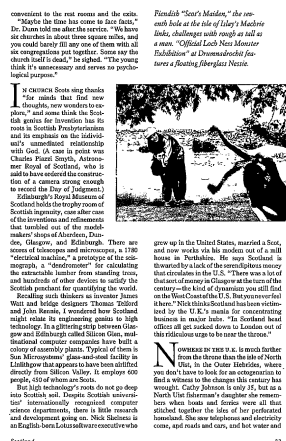 convenient to the rest rooms and the exits.
"Maybe the time has come to face facts,"
Dr. Dunn told me after the service. "We have
six churches in about three square miles, and
you could barely fill any one of them with all
six congregations put together. Some say the
church itself is dead," he sighed. "The young
think it's unnecessary and serves no psycho-
logical purpose."
IN CHURCH Scots sing thanks
"for minds that find new
thoughts, new wonders to ex-
plore," and some think the Scot-
tish genius for invention has its
roots in Scottish Presbyterianism
and its emphasis on the individ-
ual's unmediated relationship
with God. (A case in point was
Charles Piazzi Smyth, Astrono-
mer Royal of Scotland, who is
said to have ordered the construc-
tion of a camera strong enough
to record the Day of Judgment.)
Edinburgh's Royal Museum of
Scotland holds the trophy room of
Scottish ingenuity, case after case
of the inventions and refinements
that tumbled out of the model-
makers' shops of Aberdeen, Dun-
dee, Glasgow, and Edinburgh. There are
scores of telescopes and microscopes, a 1780
"electrical machine," a prototype of the seis-
mograph, a "dendrometer" for calculating
the extractable lumber from standing trees,
and hundreds of other devices to satisfy the
Scottish penchant for quantifying the world.
Recalling such thinkers as inventor James
Watt and bridge designers Thomas Telford
and John Rennie, I wondered how Scotland
might relate its engineering genius to high
technology. In a glittering strip between Glas-
gow and Edinburgh called Silicon Glen, mul-
tinational computer companies have built a
colony of assembly plants. Typical of them is
Sun Microsystems' glass-and-steel facility in
Linlithgow that appears to have been airlifted
directly from Silicon Valley. It employs 600
people, 450 of whom are Scots.
But high technology's roots do not go deep
into Scottish soil. Despite Scottish universi-
ties' internationally recognized computer
science departments, there is little research
and development going on. Nick Shelness is
an English-born Lotus executive who
Fiendish "Scot's Maiden," the sev-
enth hole at the isle of Islay's Machrie
links, challenges with rough as tall as
a man. "Official Loch Ness Monster
Exhibition" at Drumnadrochit fea-
tures a floating fiberglass Nessie.
grew up in the United States, married a Scot,
and now works via his modem out of a mill
house in Perthshire. He says Scotland is
thwarted by a lack of the serendipitous money
that circulates in the U.S. "There was a lot of
that sort of money in Glasgow at the turn of the
century—the kind of dynamism you still find
on the West Coast of the U.S. But you never feel
it here." Nick thinks Scotland has been victim-
ized by the U.K.'s mania for concentrating
business in major hubs. "In Scotland head
offices all get sucked down to London out of
this ridiculous urge to be near the throne."
NOWHERE IN THE U.K. is much farther
from the throne than the isle of North
Uist, in the Outer Hebrides, where
you don't have to look for an octogenarian to
find a witness to the changes this century has
wrought. Cathy Johnson is only 35, but as a
North Uist fisherman's daughter she remem-
bers when boats and ferries were all that
stitched together the isles of her perforated
homeland. She saw telephones and electricity
come, and roads and cars, and hot water and